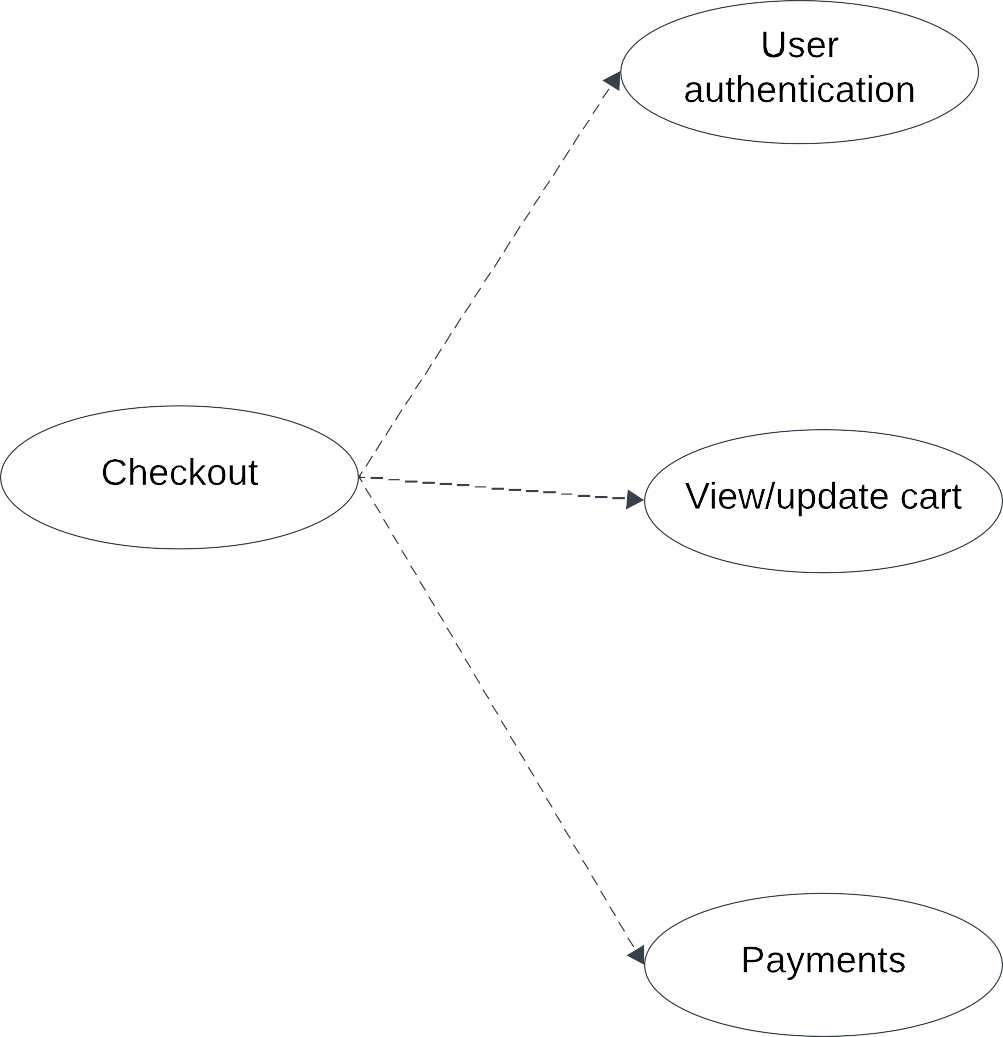 User
authentication
Checkout
View/update cart
Payments